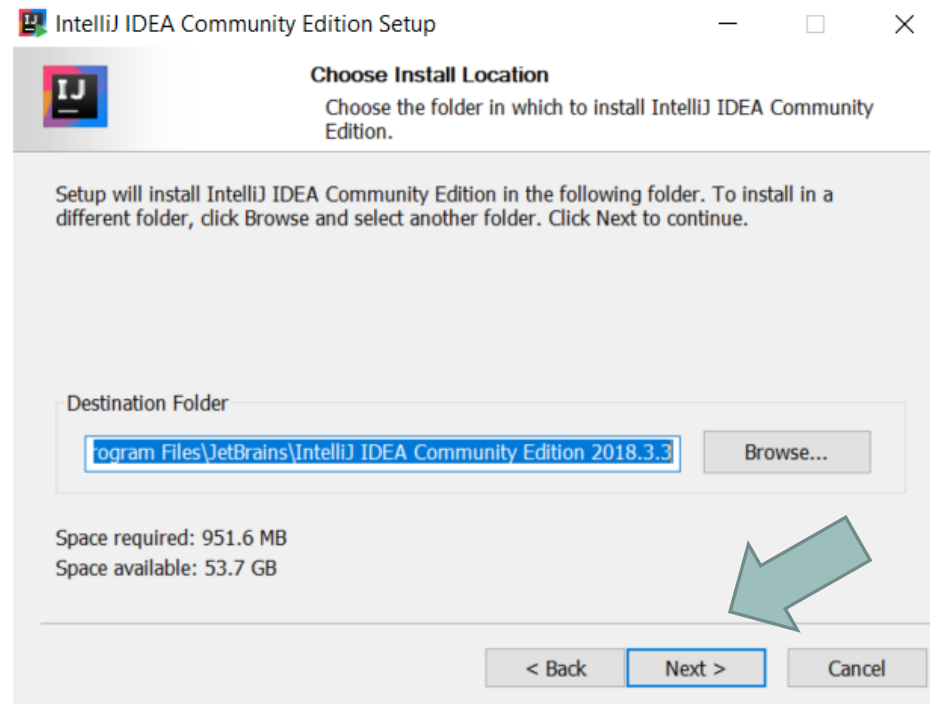 IntelliJ IDEA Community Edition Setup
IJ
Choose Install Location
Choose the folder in which to install IntelliJ IDEA Community
Edition.
Setup will install IntelliJ IDEA Community Edition in the following folder. To install in a
different folder, click Browse and select another folder. Click Next to continue.
Destination Folder
rogram Files\JetBrains\IntelliJ IDEA Community Edition 2018.3.3
Browse...
Space required: 951.6 MB
Space available: 53.7 GB
< Back
Next >
Cancel